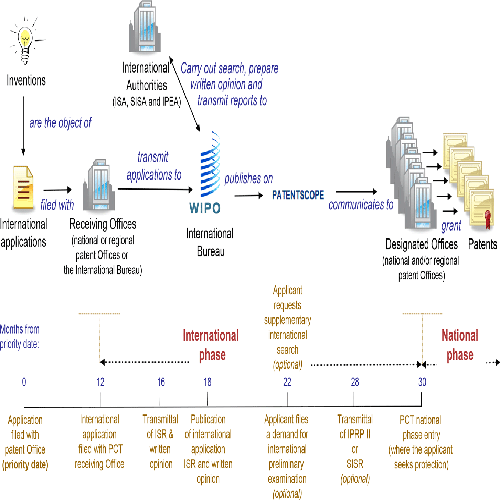 Inventions
International
Authorities
(ISA, SISA and IPEA)
Carry out search, prepare
written opinion and
transmit reports to
are the object of
International
applications
filed with
Receiving Offices
(national or regional
patent Offices or
the International Bureau)
transmit
applications to
WIPO
International
Bureau
publishes on
PATENTSCOPE
communicates to
Designated Offices
(national and/or regional
patent Offices)
grant
Patents
Months from
priority date:
International
phase
Applicant
requests
supplementary
international
search
(optional)
National
phase
0
12
16
18
22
28
30
Application
filed with
patent Office
(priority date)
International
application
filed with PCT
receiving Office
Transmittal
of ISR &
written
opinion
Publication
of international
application
ISR and written
opinion
Applicant files
a demand for
international
preliminary
examination
(optional)
Transmitta
of IPRP II
or
SISR
(optional)
PCT national
phase entry
(where the applicant
seeks protection)